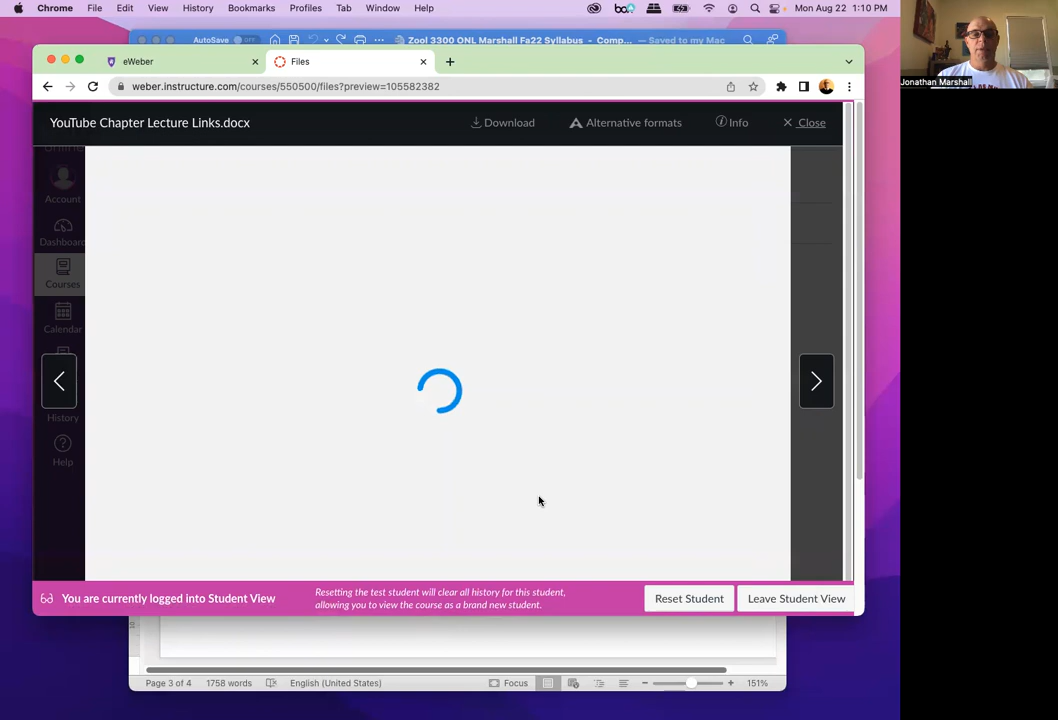 Chrome File Edit View History Bookmarks Profiles Tab Window Help Mon Aug 22 1:10 PM
AutoSave OFF Zool 3300 ONL Marshall Fa22 Syllabus - Comp... — Saved to my Mac
eWeber Files
weber.instructure.com/courses/550500/files?preview=105582382
Jonathan Marshall
YouTube Chapter Lecture Links.docx Download Alternative formats Info Close
Account
Dashboard
Courses
Calendar
History
Help
You are currently logged into Student View
Resetting the test student will clear all history for this student,
allowing you to view the course as a brand new student.
Reset Student Leave Student View
Page 3 of 4 1758 words English (United States) Focus 151%